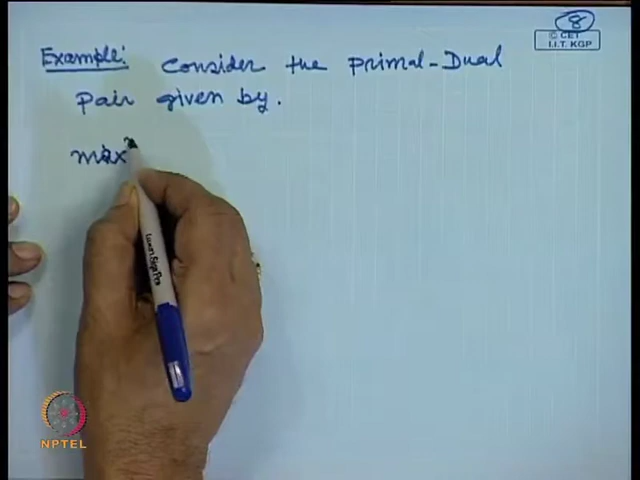 8
© CET
I.I.T. KGP
Example: Consider the primal-Dual
pair given by.
max
NPTEL